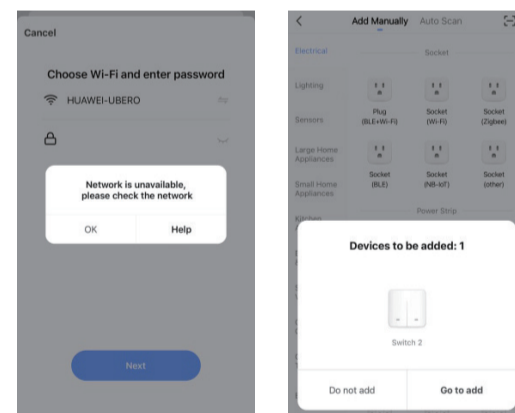 Cancel
Choose Wi-Fi and enter password
HUAWEI-UBERO
Network is unavailable,
please check the network
OK Help
Next
Add Manually Auto Scan
Electrical
Socket
Lighting
Plug
(BLE+Wi-Fi)
Socket
(Wi-Fi)
Socket
(Zigbee)
Sensors
Large Home
Appliances
Socket
(BLE)
Socket
(NB-IoT)
Socket
(other)
Small Home
Appliances
Power Strip
Kitchen
Devices to be added: 1
Switch 2
Do not add Go to add